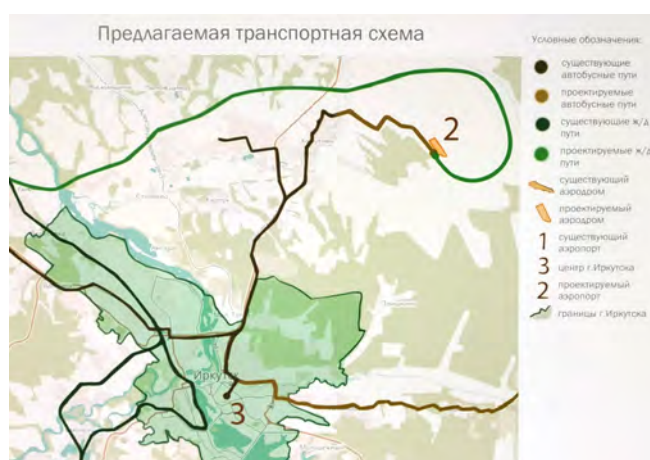 Предлагаемая транспортная схема
Условные обозначения:
существующие
автобусные пути
проектируемые
автобусные пути
существующие ж/д
пути
проектируемые ж/д
пути
существующий
аэродром
проектируемый
аэродром
1
существующий
аэропорт
3
центр г.Иркутска
2
проектируемый
аэропорт
границы г.Иркутска
2
Иркутск
3